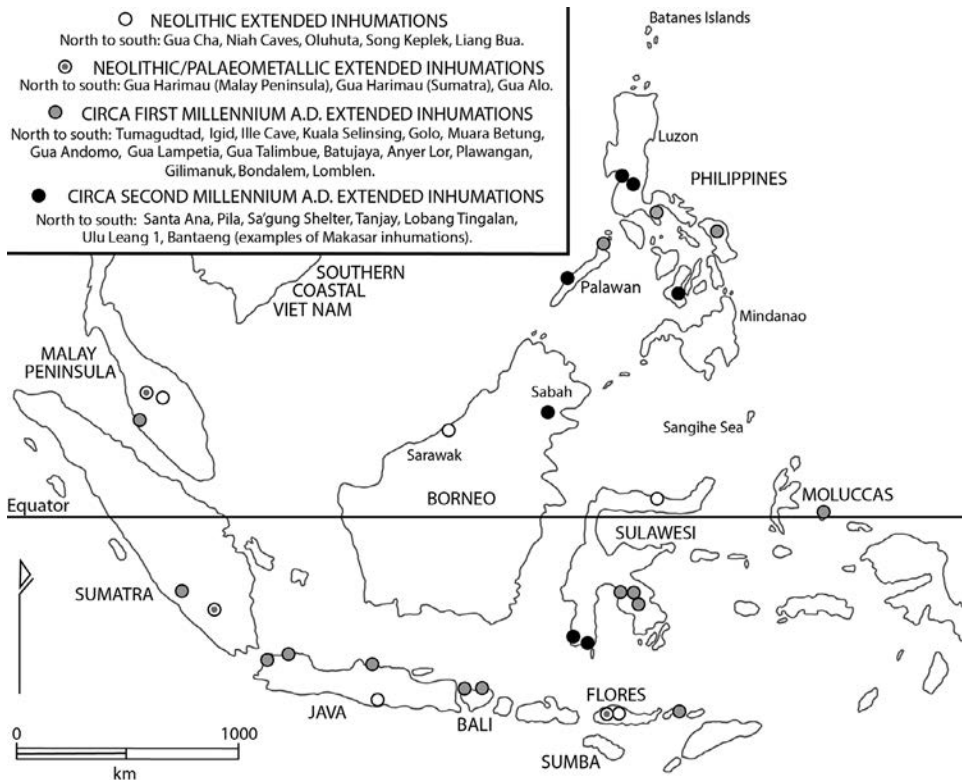 NEOLITHIC EXTENDED INHUMATIONS
North to south: Gua Cha, Niah Caves, Oluhuta, Song Keplek, Liang Bua.
NEOLITHIC/PALAEOMETALLIC EXTENDED INHUMATIONS
North to south: Gua Harimau (Malay Peninsula), Gua Harimau (Sumatra), Gua Alo.
CIRCA FIRST MILLENNIUM A.D. EXTENDED INHUMATIONS
North to south: Tumagudtad, Igid, Ille Cave, Kuala Selinsing, Golo, Muara Betung,
Gua Andomo, Gua Lampetia, Gua Talimbue, Batujaya, Anyer Lor, Plawangan,
Gilimanuk, Bondalem, Lomblen.
CIRCA SECOND MILLENNIUM A.D. EXTENDED INHUMATIONS
North to south: Santa Ana, Pila, Sa'gung Shelter, Tanjay, Lobang Tingalan,
Ulu Leang 1, Bantaeng (examples of Makasar inhumations).
Batanes Islands
Luzon
PHILIPPINES
SOUTHERN
COASTAL
VIET NAM
Palawan
Mindanao
MALAY
PENINSULA
Sabah
Sangihe Sea
Sarawak
BORNEO
MOLUCCAS
Equator
SULAWESI
SUMATRA
FLORES
JAVA
BALI
SUMBA
0
1000
km